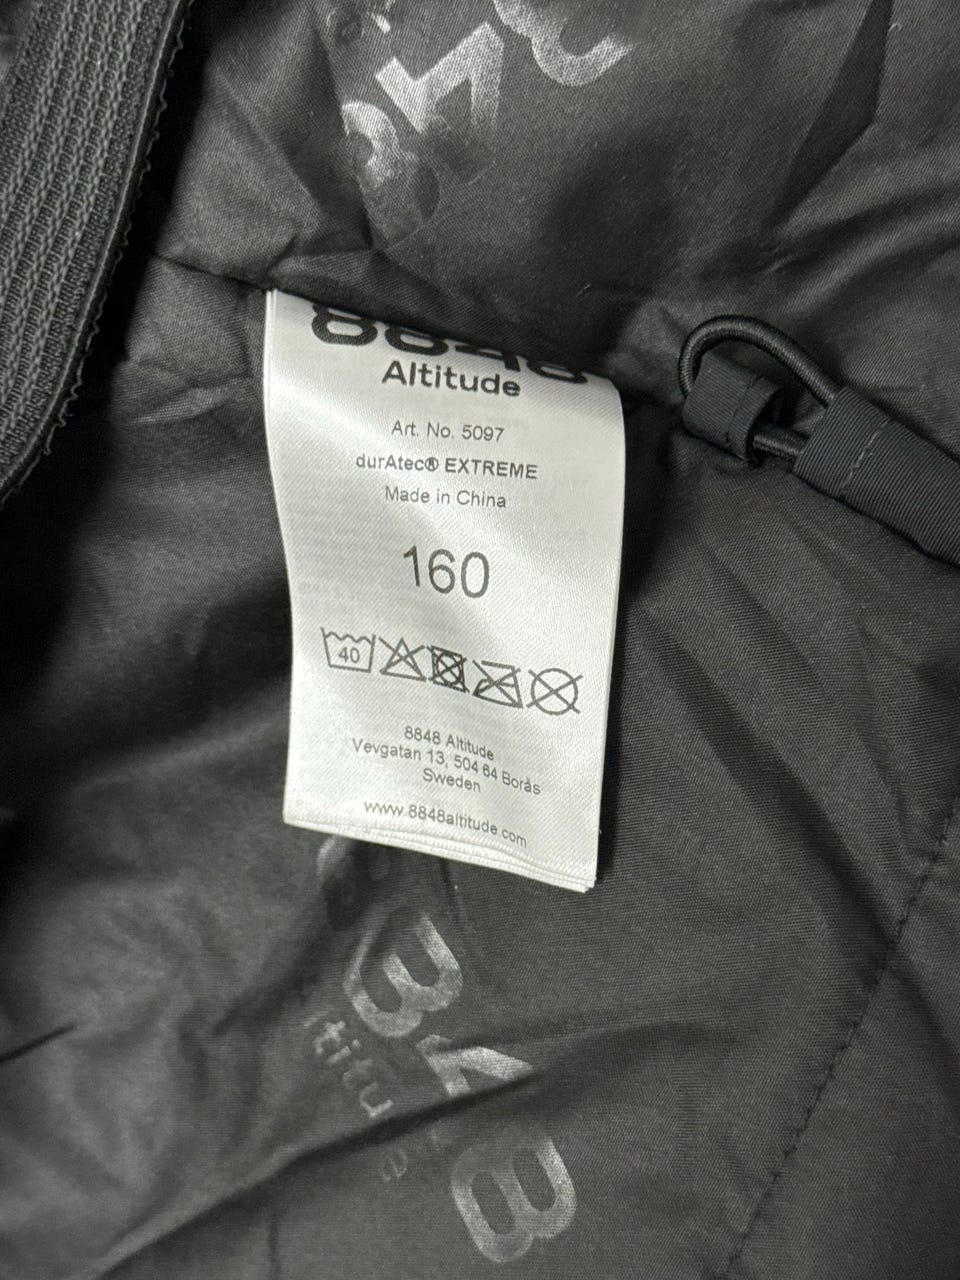 8848
Altitude
Art. No. 5097
durAtec® EXTREME
Made in China
160
40
8848 Altitude
Vevgatan 13, 504 64 Borås
Sweden
www.8848altitude.com